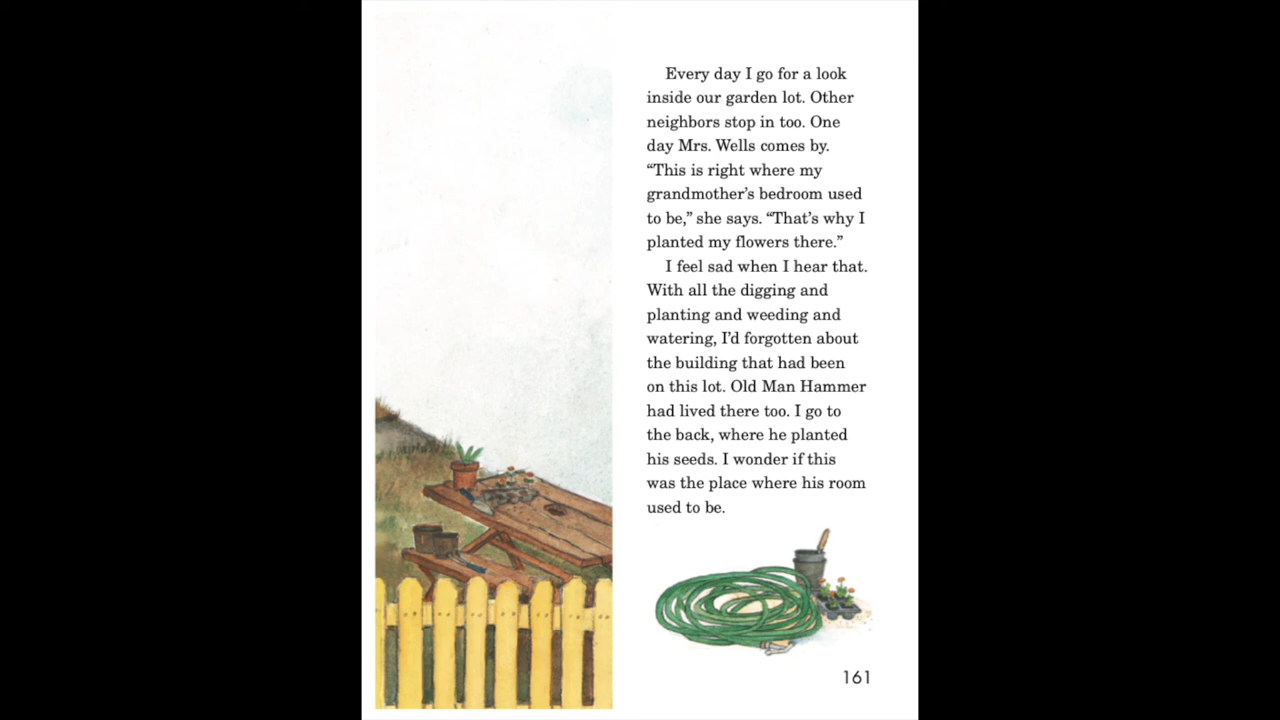 Every day I go for a look
inside our garden lot. Other
neighbors stop in too. One
day Mrs. Wells comes by.
“This is right where my
grandmother’s bedroom used
to be,” she says. “That’s why I
planted my flowers there.”
I feel sad when I hear that.
With all the digging and
planting and weeding and
watering, I’d forgotten about
the building that had been
on this lot. Old Man Hammer
had lived there too. I go to
the back, where he planted
his seeds. I wonder if this
was the place where his room
used to be.
161